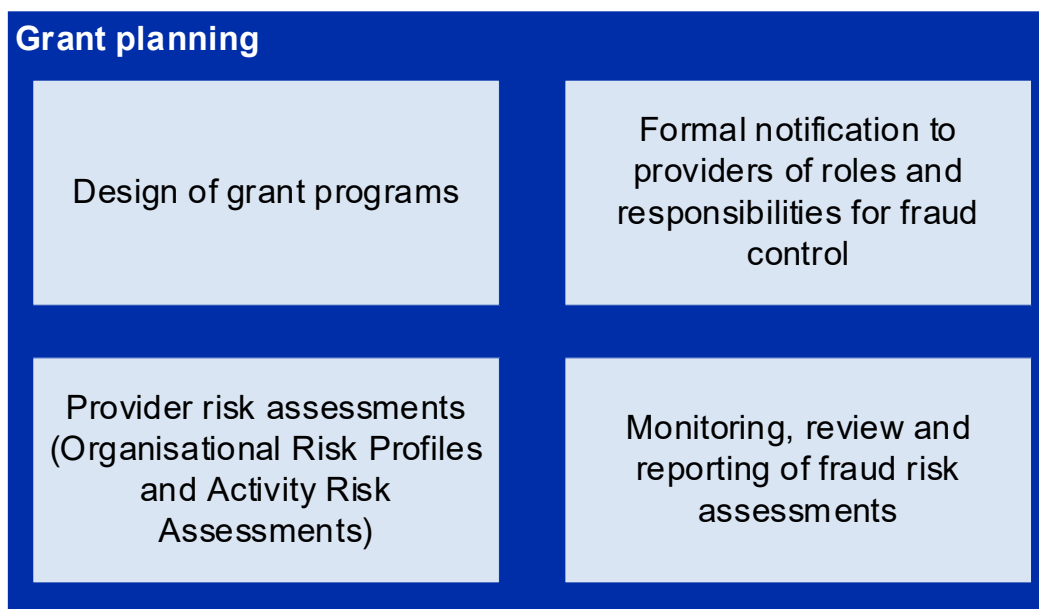 Grant planning
Design of grant programs
Formal notification to
providers of roles and
responsibilities for fraud
control
Provider risk assessments
(Organisational Risk Profiles
and Activity Risk
Assessments)
Monitoring, review and
reporting of fraud risk
assessments